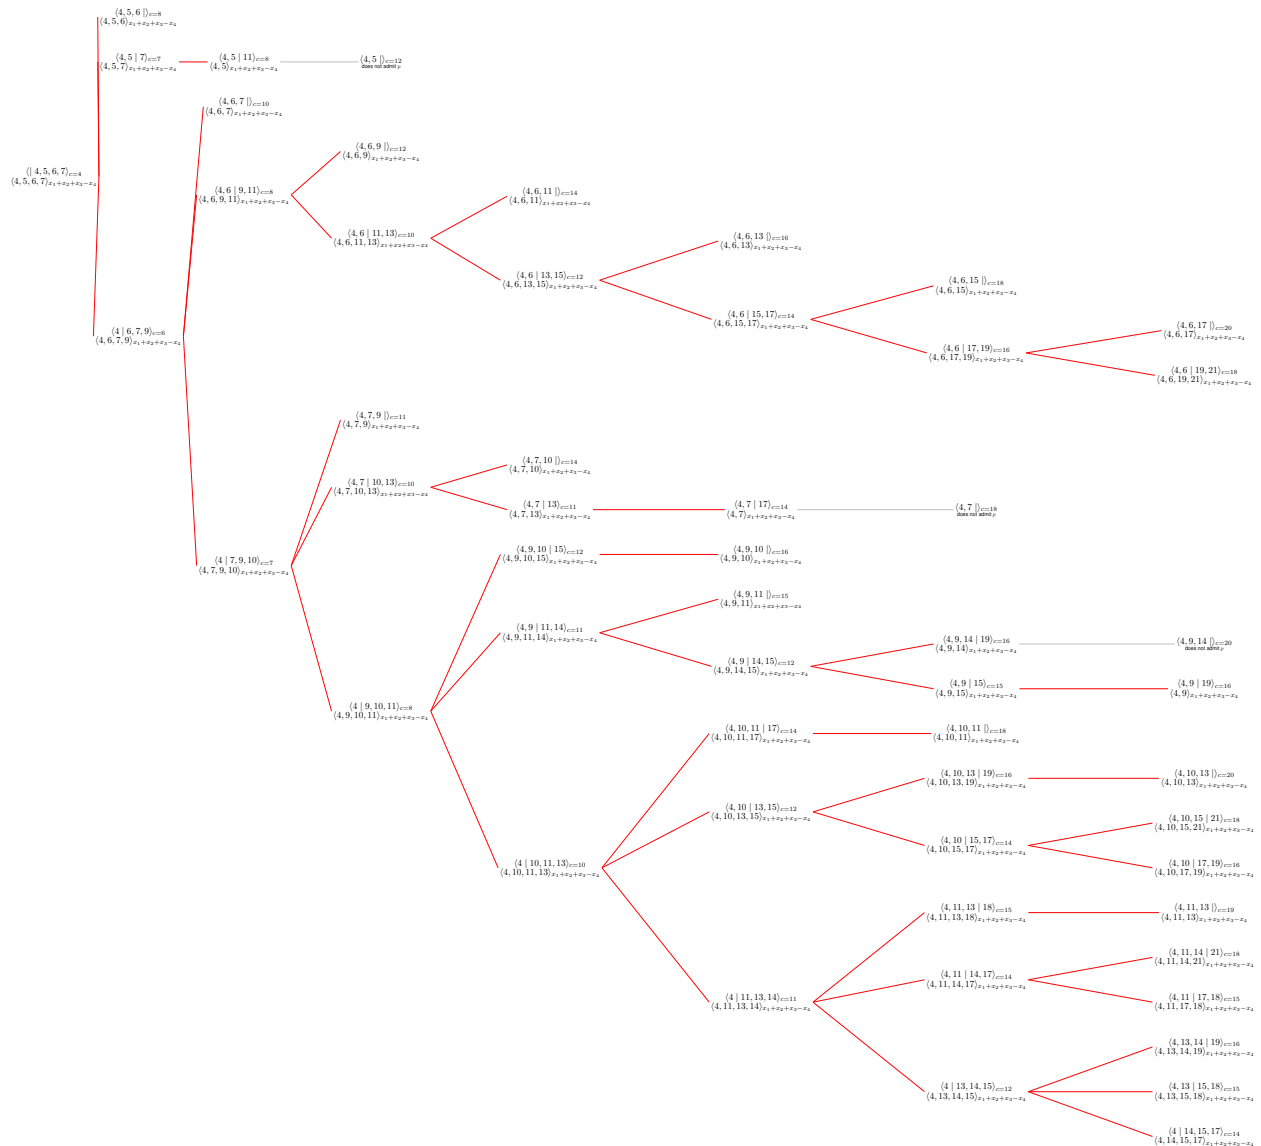 ⟨4, 5, 6 |⟩c=8
⟨4, 5, 6⟩x₁+x₂+x₃−x₄
⟨4, 5 | 7⟩c=7
⟨4, 5, 7⟩x₁+x₂+x₃−x₄
⟨4, 5 | 11⟩c=8
⟨4, 5⟩x₁+x₂+x₃−x₄
⟨4, 5 |⟩c=12
does not admit p
⟨4, 6, 7 |⟩c=10
⟨4, 6, 7⟩x₁+x₂+x₃−x₄
⟨4, 6, 9 |⟩c=12
⟨4, 6, 9⟩x₁+x₂+x₃−x₄
⟨| 4, 5, 6, 7⟩c=4
⟨4, 5, 6, 7⟩x₁+x₂+x₃−x₄
⟨4, 6 | 9, 11⟩c=8
⟨4, 6, 9, 11⟩x₁+x₂+x₃−x₄
⟨4, 6, 11 |⟩c=14
⟨4, 6, 11⟩x₁+x₂+x₃−x₄
⟨4, 6 | 11, 13⟩c=10
⟨4, 6, 11, 13⟩x₁+x₂+x₃−x₄
⟨4, 6, 13 |⟩c=16
⟨4, 6, 13⟩x₁+x₂+x₃−x₄
⟨4, 6 | 13, 15⟩c=12
⟨4, 6, 13, 15⟩x₁+x₂+x₃−x₄
⟨4, 6, 15 |⟩c=18
⟨4, 6, 15⟩x₁+x₂+x₃−x₄
⟨4, 6 | 15, 17⟩c=14
⟨4, 6, 15, 17⟩x₁+x₂+x₃−x₄
⟨4, 6, 17 |⟩c=20
⟨4, 6, 17⟩x₁+x₂+x₃−x₄
⟨4 | 6, 7, 9⟩c=6
⟨4, 6, 7, 9⟩x₁+x₂+x₃−x₄
⟨4, 6 | 17, 19⟩c=16
⟨4, 6, 17, 19⟩x₁+x₂+x₃−x₄
⟨4, 6 | 19, 21⟩c=18
⟨4, 6, 19, 21⟩x₁+x₂+x₃−x₄
⟨4, 7, 9 |⟩c=11
⟨4, 7, 9⟩x₁+x₂+x₃−x₄
⟨4, 7, 10 |⟩c=14
⟨4, 7, 10⟩x₁+x₂+x₃−x₄
⟨4, 7 | 10, 13⟩c=10
⟨4, 7, 10, 13⟩x₁+x₂+x₃−x₄
⟨4, 7 | 13⟩c=11
⟨4, 7, 13⟩x₁+x₂+x₃−x₄
⟨4, 7 | 17⟩c=14
⟨4, 7⟩x₁+x₂+x₃−x₄
⟨4, 7 |⟩c=18
does not admit p
⟨4 | 7, 9, 10⟩c=7
⟨4, 7, 9, 10⟩x₁+x₂+x₃−x₄
⟨4, 9, 10 | 15⟩c=12
⟨4, 9, 10, 15⟩x₁+x₂+x₃−x₄
⟨4, 9, 10 |⟩c=16
⟨4, 9, 10⟩x₁+x₂+x₃−x₄
⟨4, 9, 11 |⟩c=15
⟨4, 9, 11⟩x₁+x₂+x₃−x₄
⟨4, 9 | 11, 14⟩c=11
⟨4, 9, 11, 14⟩x₁+x₂+x₃−x₄
⟨4, 9, 14 | 19⟩c=16
⟨4, 9, 14⟩x₁+x₂+x₃−x₄
⟨4, 9, 14 |⟩c=20
does not admit p
⟨4, 9 | 14, 15⟩c=12
⟨4, 9, 14, 15⟩x₁+x₂+x₃−x₄
⟨4, 9 | 15⟩c=15
⟨4, 9, 15⟩x₁+x₂+x₃−x₄
⟨4, 9 | 19⟩c=16
⟨4, 9⟩x₁+x₂+x₃−x₄
⟨4 | 9, 10, 11⟩c=8
⟨4, 9, 10, 11⟩x₁+x₂+x₃−x₄
⟨4, 10, 11 | 17⟩c=14
⟨4, 10, 11, 17⟩x₁+x₂+x₃−x₄
⟨4, 10, 11 |⟩c=18
⟨4, 10, 11⟩x₁+x₂+x₃−x₄
⟨4, 10, 13 | 19⟩c=16
⟨4, 10, 13, 19⟩x₁+x₂+x₃−x₄
⟨4, 10, 13 |⟩c=20
⟨4, 10, 13⟩x₁+x₂+x₃−x₄
⟨4, 10 | 13, 15⟩c=12
⟨4, 10, 13, 15⟩x₁+x₂+x₃−x₄
⟨4, 10, 15 | 21⟩c=18
⟨4, 10, 15, 21⟩x₁+x₂+x₃−x₄
⟨4, 10 | 15, 17⟩c=14
⟨4, 10, 15, 17⟩x₁+x₂+x₃−x₄
⟨4 | 10, 11, 13⟩c=10
⟨4, 10, 11, 13⟩x₁+x₂+x₃−x₄
⟨4, 10 | 17, 19⟩c=16
⟨4, 10, 17, 19⟩x₁+x₂+x₃−x₄
⟨4, 11, 13 | 18⟩c=15
⟨4, 11, 13, 18⟩x₁+x₂+x₃−x₄
⟨4, 11, 13 |⟩c=19
⟨4, 11, 13⟩x₁+x₂+x₃−x₄
⟨4, 11, 14 | 21⟩c=18
⟨4, 11, 14, 21⟩x₁+x₂+x₃−x₄
⟨4, 11 | 14, 17⟩c=14
⟨4, 11, 14, 17⟩x₁+x₂+x₃−x₄
⟨4 | 11, 13, 14⟩c=11
⟨4, 11, 13, 14⟩x₁+x₂+x₃−x₄
⟨4, 11 | 17, 18⟩c=15
⟨4, 11, 17, 18⟩x₁+x₂+x₃−x₄
⟨4, 13, 14 | 19⟩c=16
⟨4, 13, 14, 19⟩x₁+x₂+x₃−x₄
⟨4 | 13, 14, 15⟩c=12
⟨4, 13, 14, 15⟩x₁+x₂+x₃−x₄
⟨4, 13 | 15, 18⟩c=15
⟨4, 13, 15, 18⟩x₁+x₂+x₃−x₄
⟨4 | 14, 15, 17⟩c=14
⟨4, 14, 15, 17⟩x₁+x₂+x₃−x₄